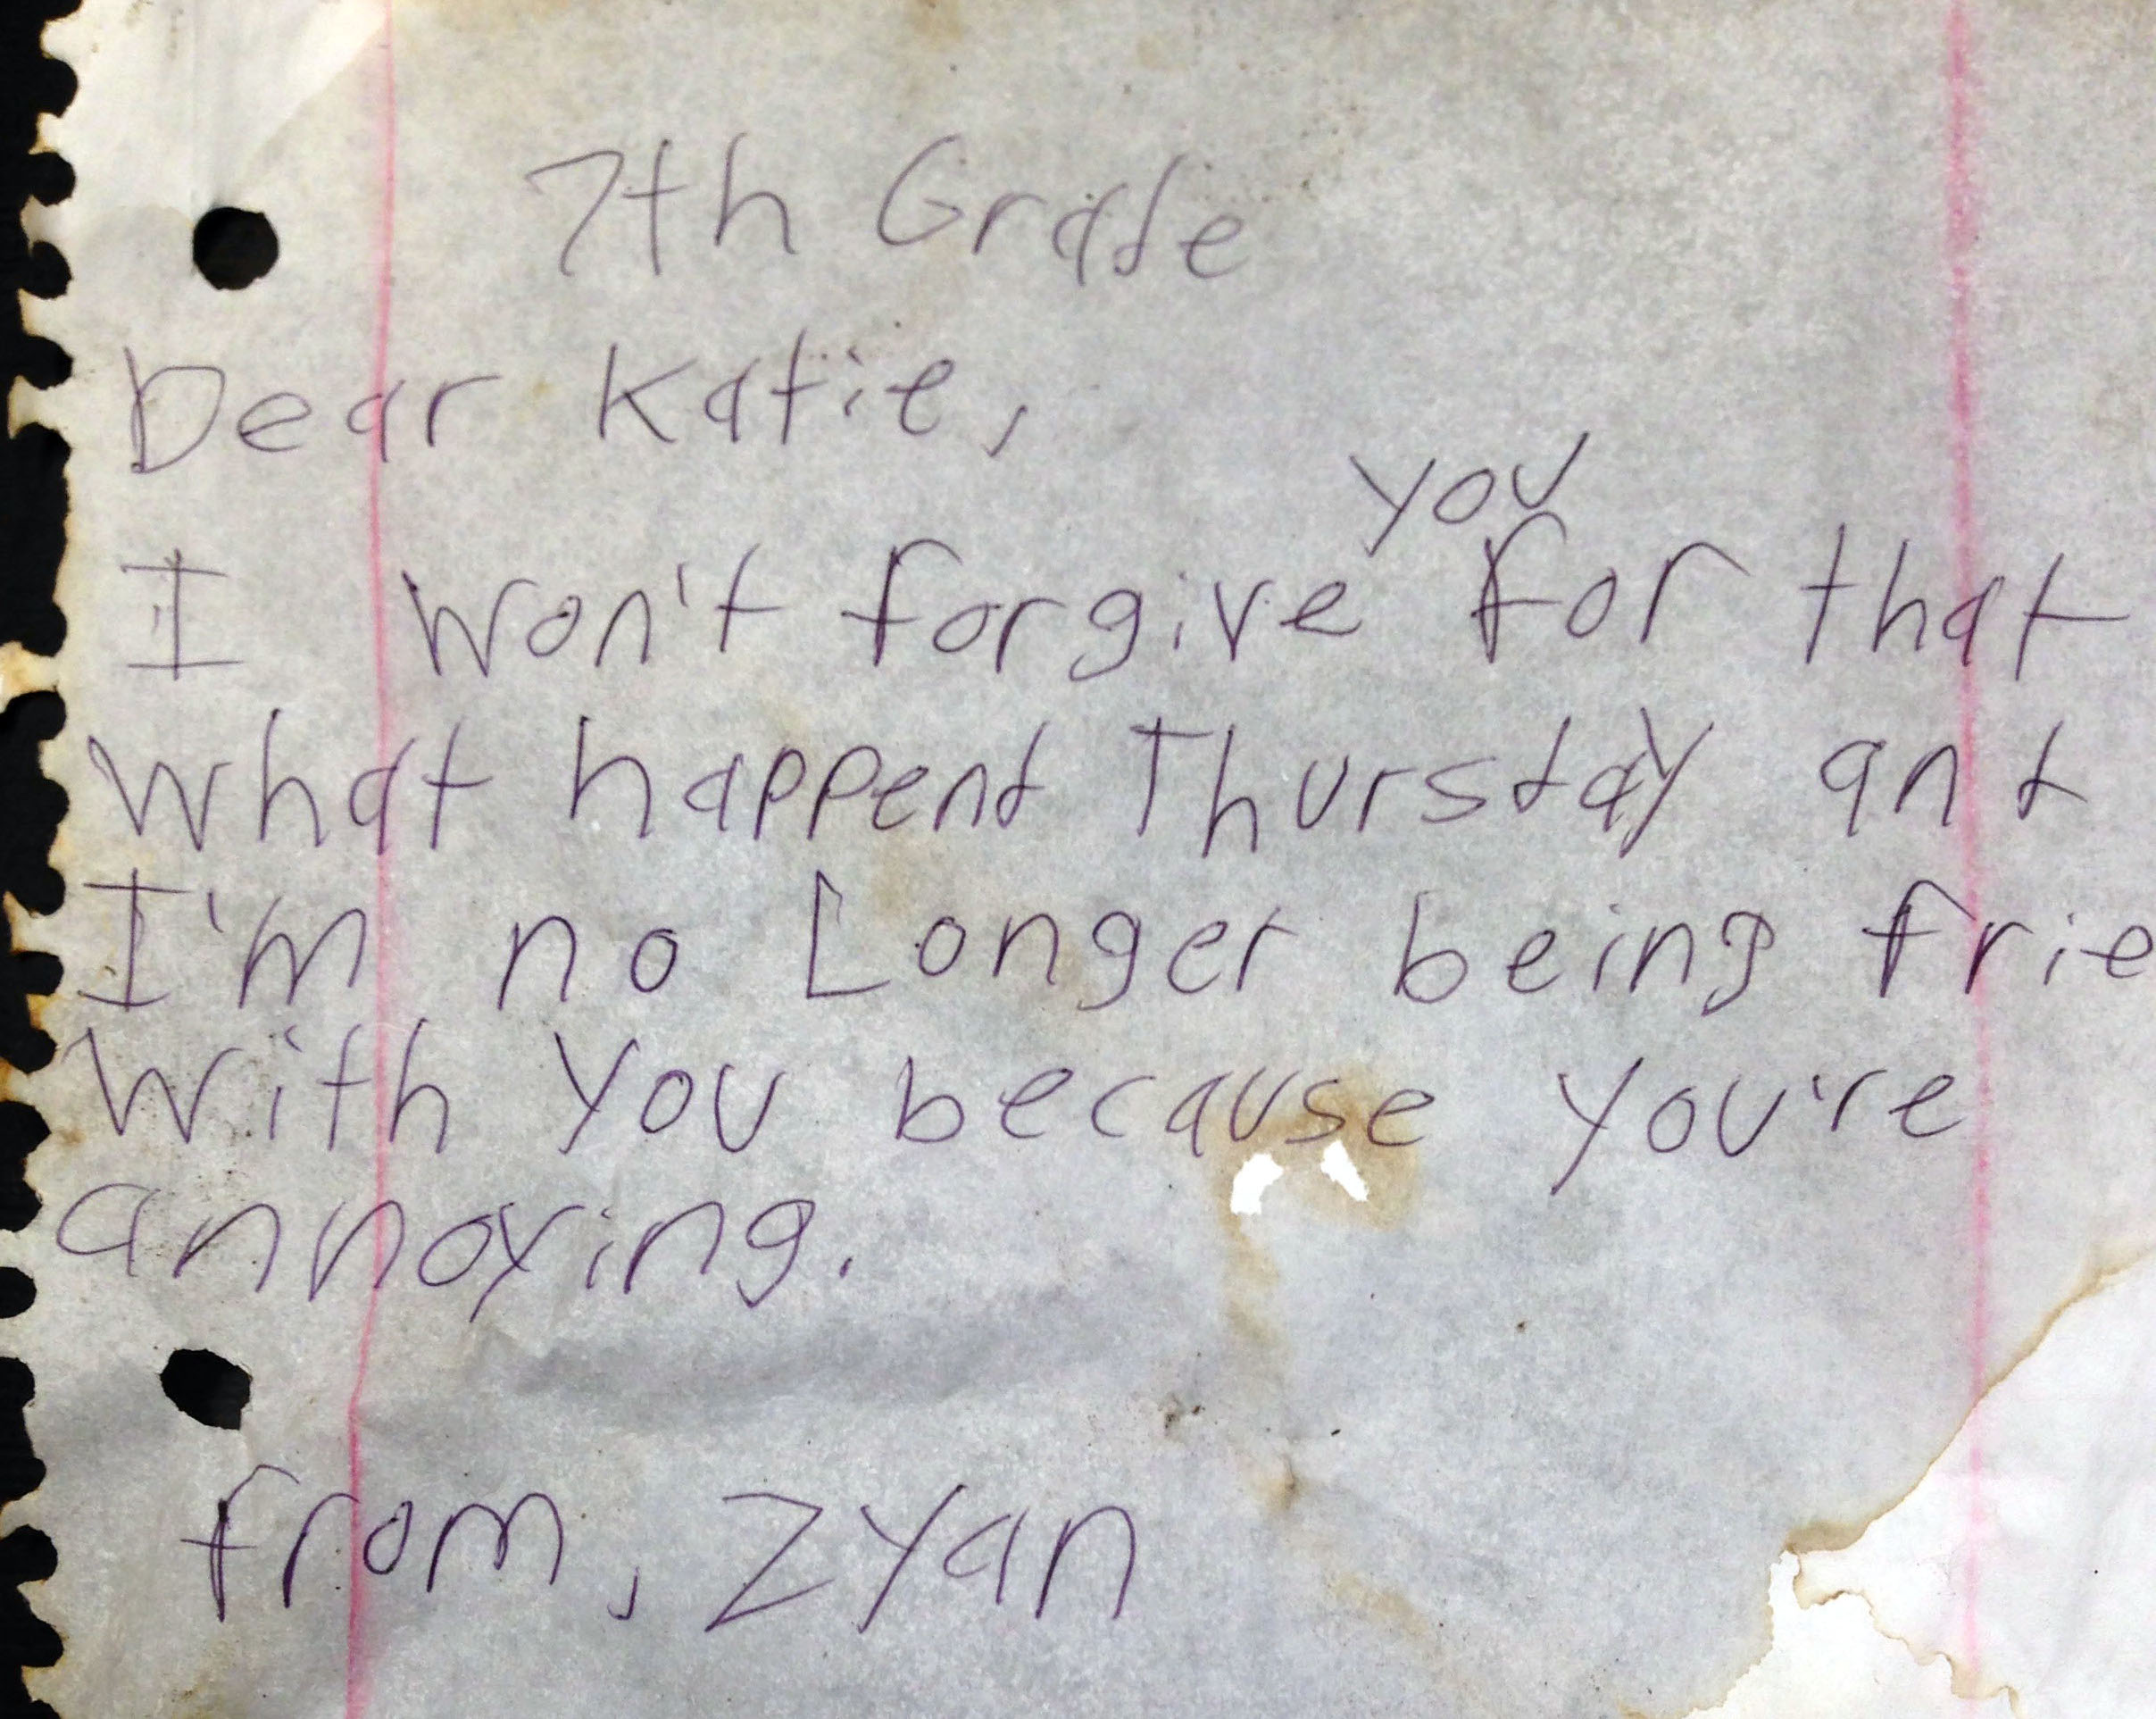 7th Grade
Dear Katie,
I won't forgive you for that
what happend Thursday and
I'm no Longer being frie
with you because you're
annoying.
from, Zyan